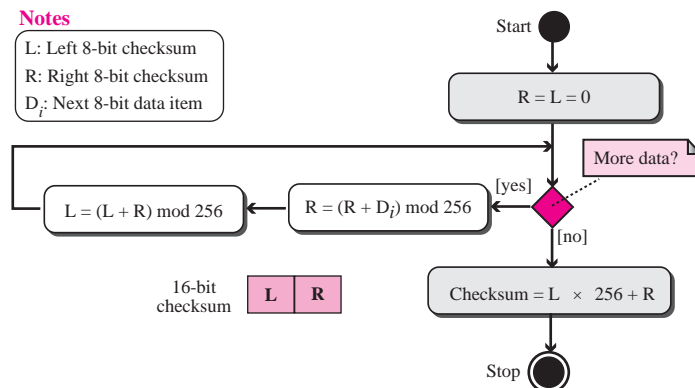 Notes
L: Left 8-bit checksum
R: Right 8-bit checksum
Di: Next 8-bit data item
Start
R = L = 0
More data?
[yes]
L = (L + R) mod 256
R = (R + Di) mod 256
[no]
16-bit
checksum
L R
Checksum = L × 256 + R
Stop